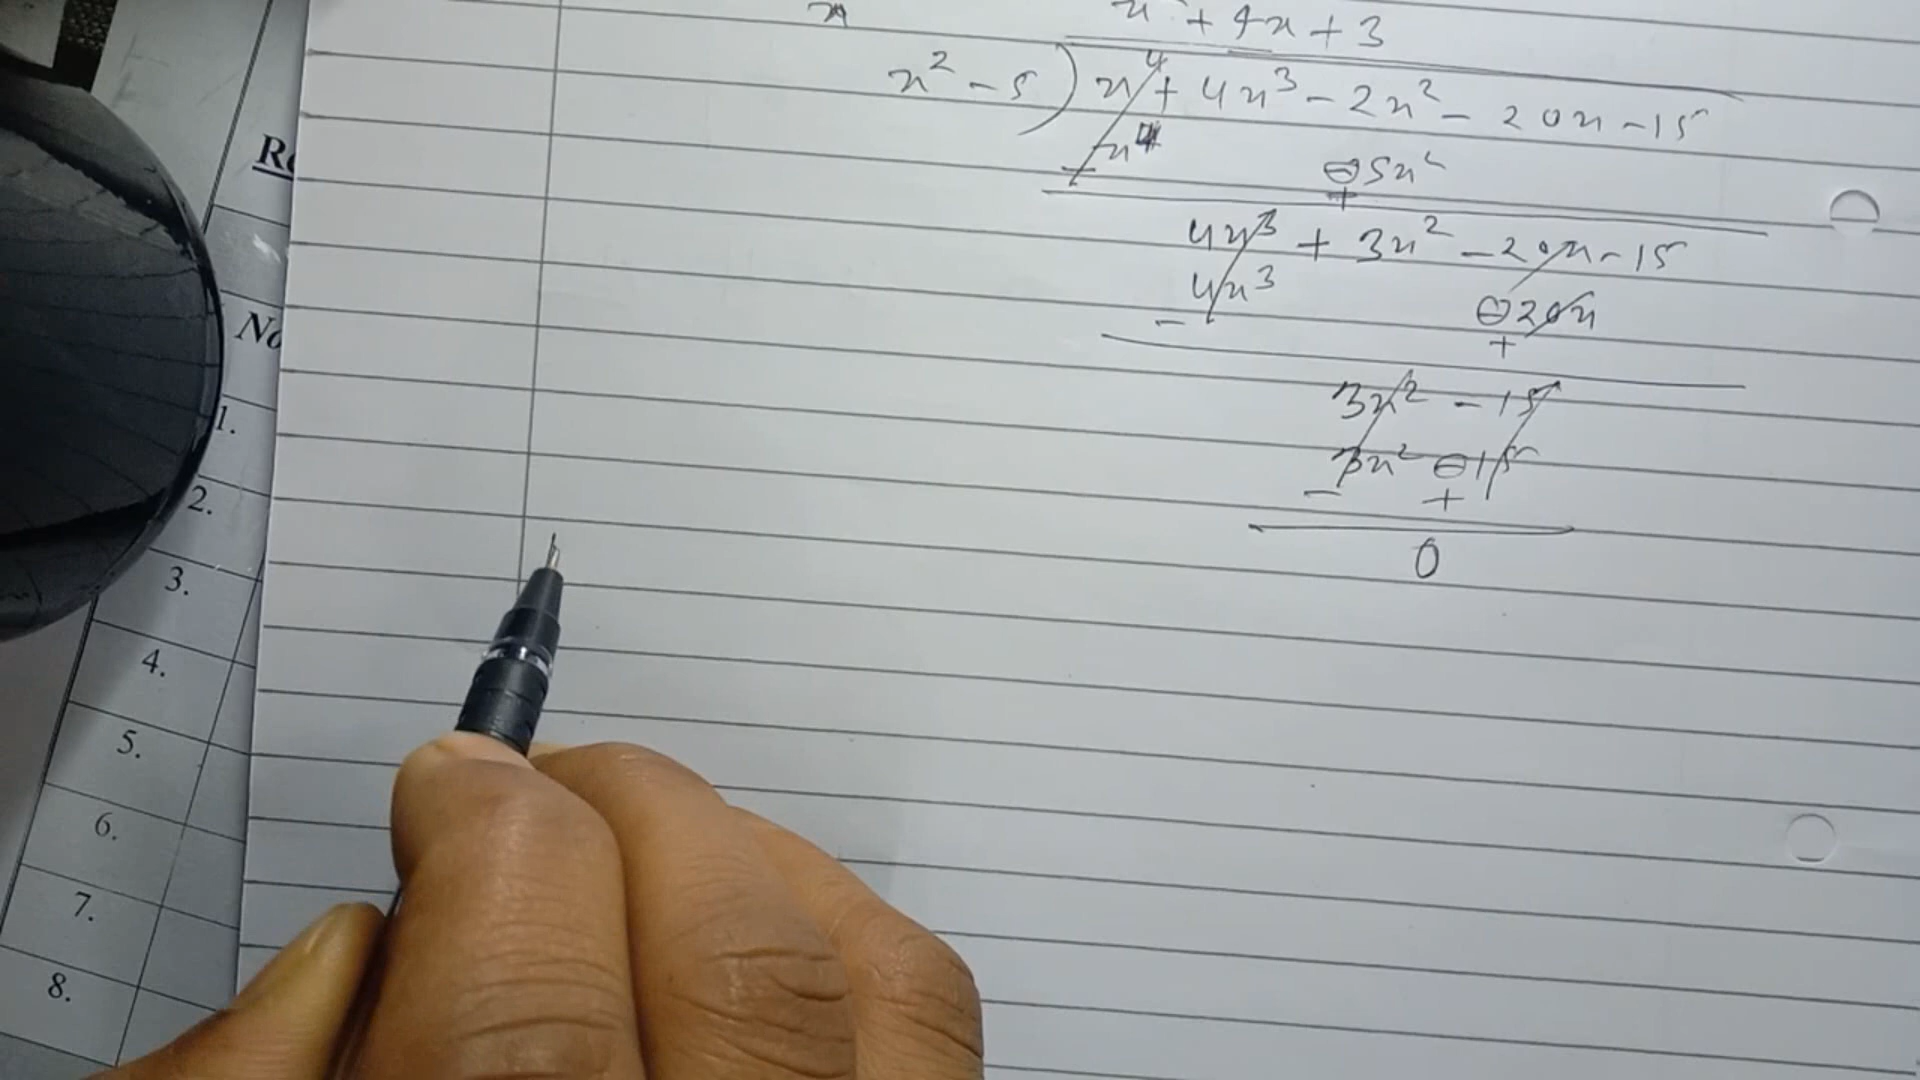 x² + 4x + 3
x² - 5 ) x⁴ + 4x³ - 2x² - 20x - 15
x⁴ ⊖ 5x²
- +
4x³ + 3x² - 20x - 15
4x³ ⊖ 20x
- +
3x² - 15
3x² ⊖ 15
- +
0
1.
2.
3.
4.
5.
6.
7.
8.